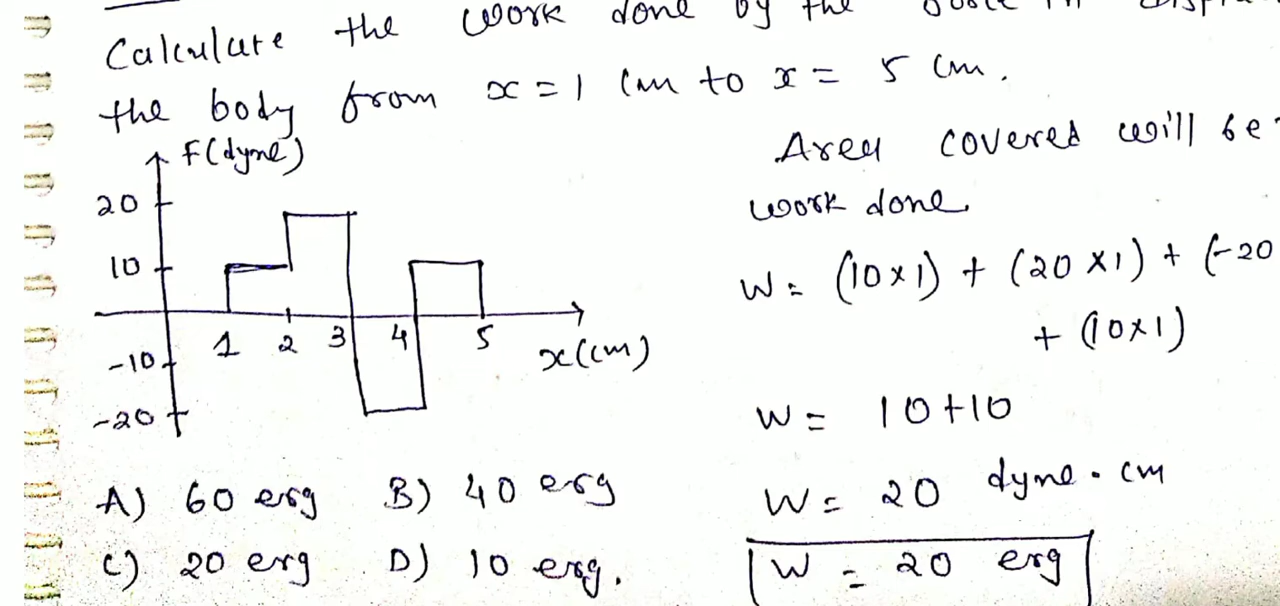 Calculate the work done by the
the body from x = 1 cm to x = 5 cm.
F(dyne)
20
10
-10
-20
1 2 3 4 5
x(cm)
A) 60 erg B) 40 erg
C) 20 erg D) 10 erg.
Area covered will be
work done
W = (10×1) + (20×1) + (-20
+ (10×1)
W = 10+10
W = 20 dyne.cm
W = 20 erg